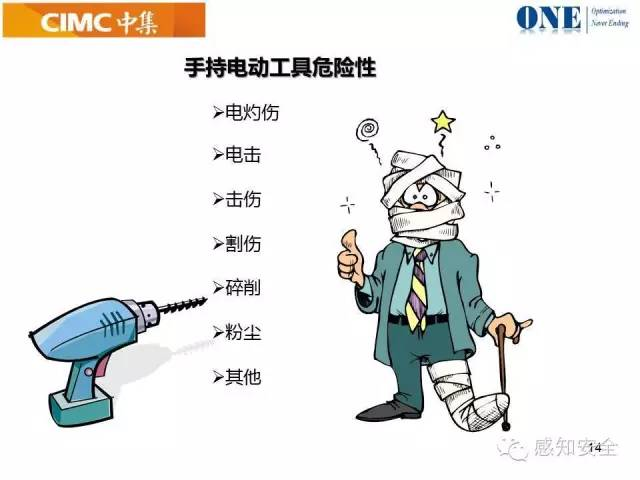 CIMC中集
ONE
Optimization
Never Ending
手持电动工具危险性
➢电灼伤
➢电击
➢击伤
➢割伤
➢碎削
➢粉尘
➢其他
14
感知安全